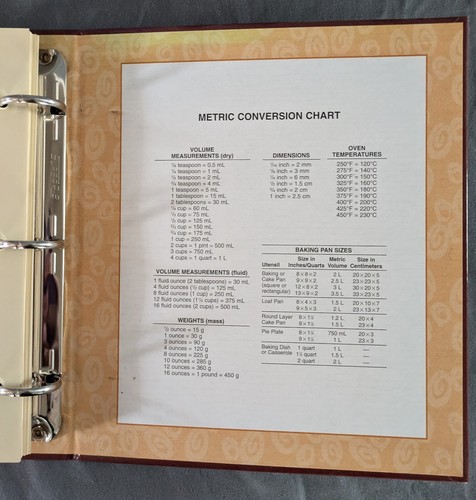 METRIC CONVERSION CHART
VOLUME
MEASUREMENTS (dry)
⅛ teaspoon = 0.5 mL
¼ teaspoon = 1 mL
½ teaspoon = 2 mL
¾ teaspoon = 4 mL
1 teaspoon = 5 mL
1 tablespoon = 15 mL
2 tablespoons = 30 mL
¼ cup = 60 mL
⅓ cup = 75 mL
½ cup = 125 mL
⅔ cup = 150 mL
¾ cup = 175 mL
1 cup = 250 mL
2 cups = 1 pint = 500 mL
3 cups = 750 mL
4 cups = 1 quart = 1 L
VOLUME MEASUREMENTS (fluid)
1 fluid ounce (2 tablespoons) = 30 mL
4 fluid ounces (½ cup) = 125 mL
8 fluid ounces (1 cup) = 250 mL
12 fluid ounces (1½ cups) = 375 mL
16 fluid ounces (2 cups) = 500 mL
WEIGHTS (mass)
½ ounce = 15 g
1 ounce = 30 g
3 ounces = 90 g
4 ounces = 120 g
8 ounces = 225 g
10 ounces = 285 g
12 ounces = 360 g
16 ounces = 1 pound = 450 g
DIMENSIONS
1/16 inch = 2 mm
⅛ inch = 3 mm
¼ inch = 6 mm
½ inch = 1.5 cm
¾ inch = 2 cm
1 inch = 2.5 cm
OVEN
TEMPERATURES
250°F = 120°C
275°F = 140°C
300°F = 150°C
325°F = 160°C
350°F = 180°C
375°F = 190°C
400°F = 200°C
425°F = 220°C
450°F = 230°C
BAKING PAN SIZES
Utensil Size in Inches/Quarts Metric Volume Size in Centimeters
Baking or 8×8×2 2 L 20×20×5
Cake Pan 9×9×2 2.5 L 23×23×5
(square or 12×8×2 3 L 30×20×5
rectangular) 13×9×2 3.5 L 33×23×5
Loaf Pan 8×4×3 1.5 L 20×10×7
9×5×3 2 L 23×13×7
Round Layer 8×1½ 1.2 L 20×4
Cake Pan 9×1½ 1.5 L 23×4
Pie Plate 8×1¼ 750 mL 20×3
9×1¼ 1 L 23×3
Baking Dish 1 quart 1 L —
or Casserole 1½ quart 1.5 L —
2 quart 2 L —